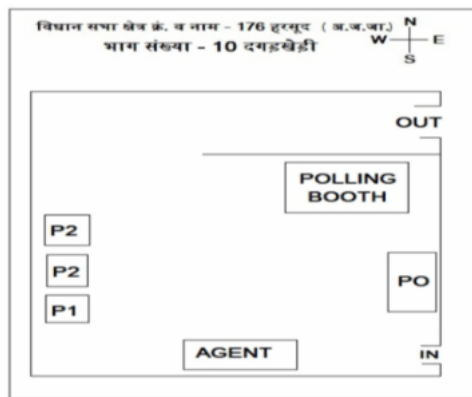 विधान सभा क्षेत्र क्रं. व नाम - 176 हरसूद ( अ.ज.जा.)
भाग संख्या - 10 दगड़खेड़ी
N
W E
S
OUT
POLLING
BOOTH
P2
P2
PO
P1
AGENT
IN